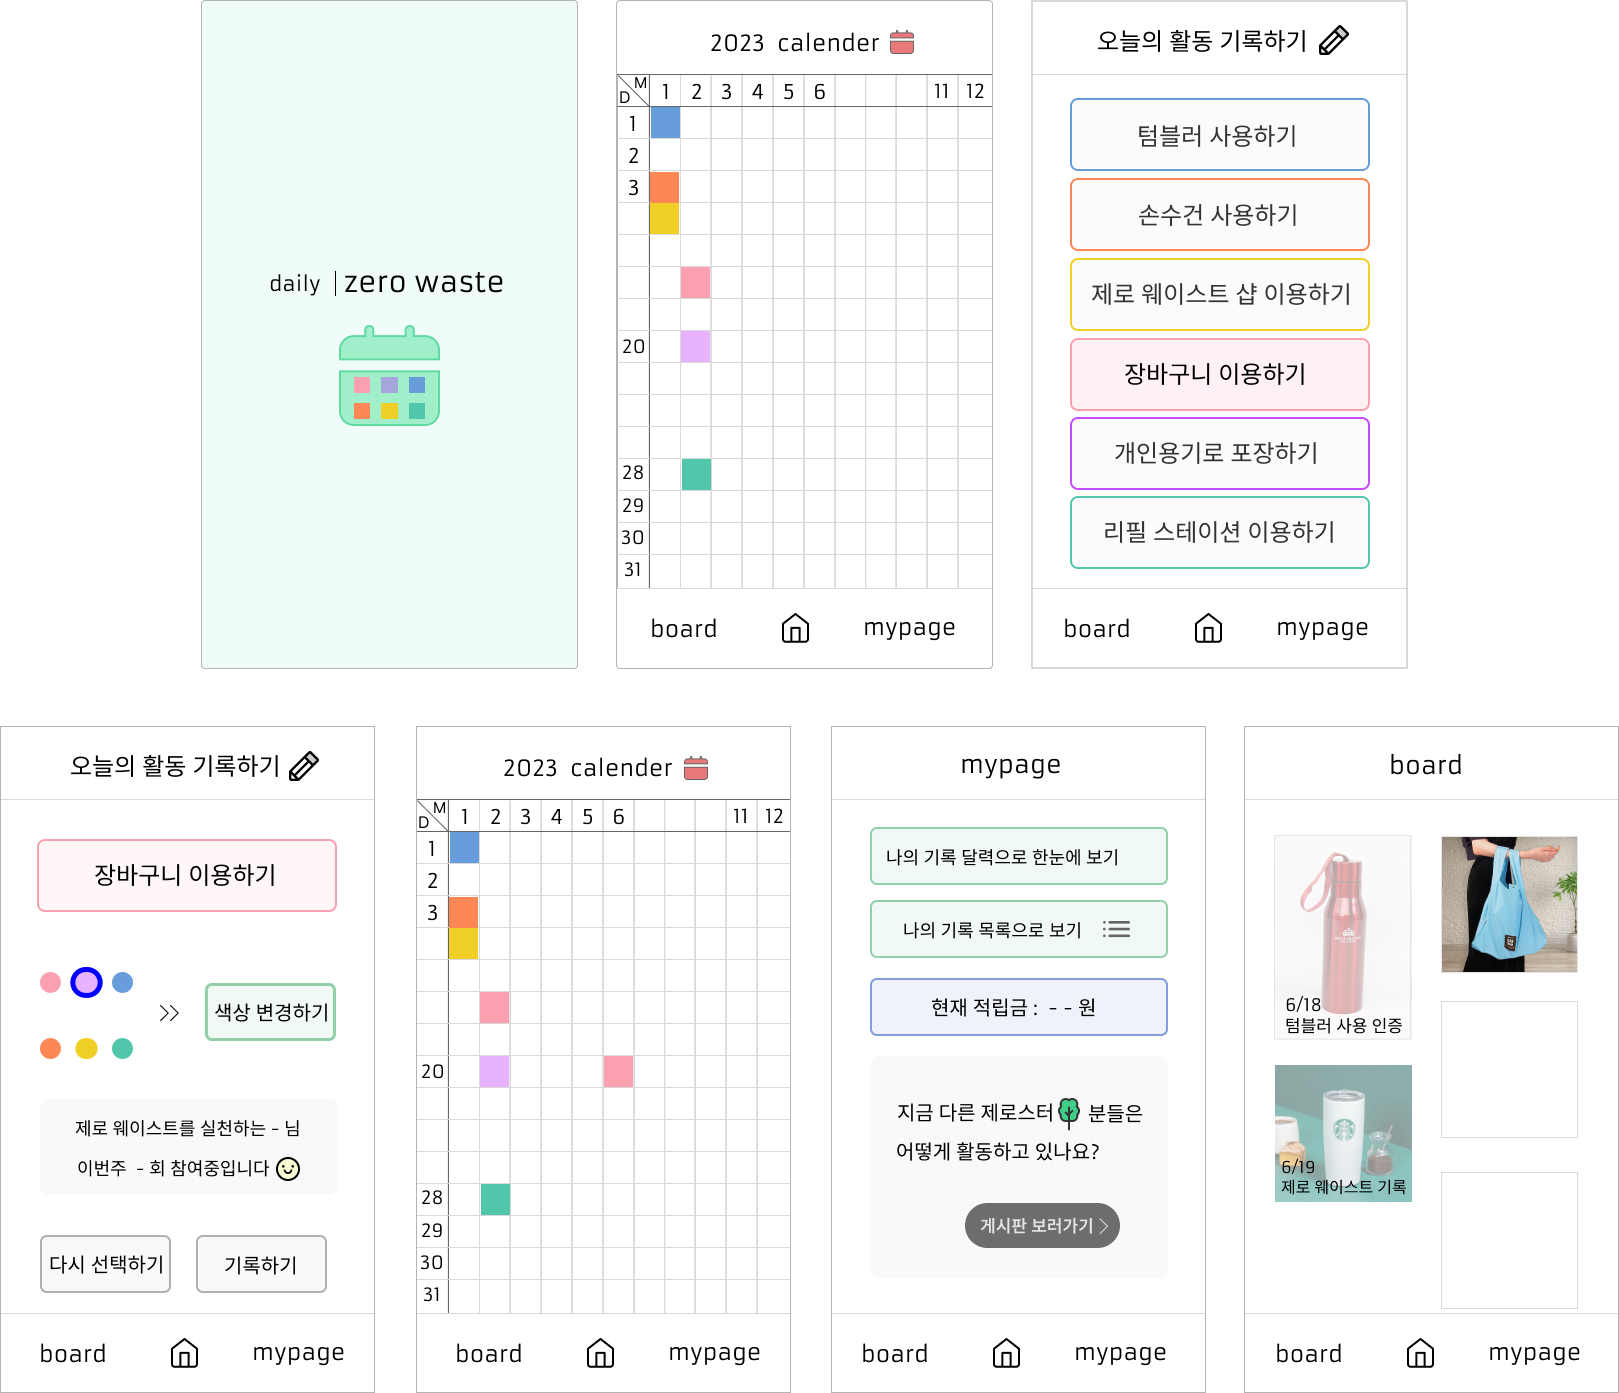 daily | zero waste
2023 calender
M
D
1 2 3 4 5 6 11 12
1
2
3
20
28
29
30
31
board mypage
오늘의 활동 기록하기
텀블러 사용하기
손수건 사용하기
제로 웨이스트 샵 이용하기
장바구니 이용하기
개인용기로 포장하기
리필 스테이션 이용하기
board mypage
오늘의 활동 기록하기
장바구니 이용하기
색상 변경하기
제로 웨이스트를 실천하는 - 님
이번주 - 회 참여중입니다
다시 선택하기 기록하기
board mypage
2023 calender
M
D
1 2 3 4 5 6 11 12
1
2
3
20
28
29
30
31
board mypage
mypage
나의 기록 달력으로 한눈에 보기
나의 기록 목록으로 보기
현재 적립금 : - - 원
지금 다른 제로스터 분들은
어떻게 활동하고 있나요?
게시판 보러가기 >
board mypage
board
6/18
텀블러 사용 인증
6/19
제로 웨이스트 기록
board mypage